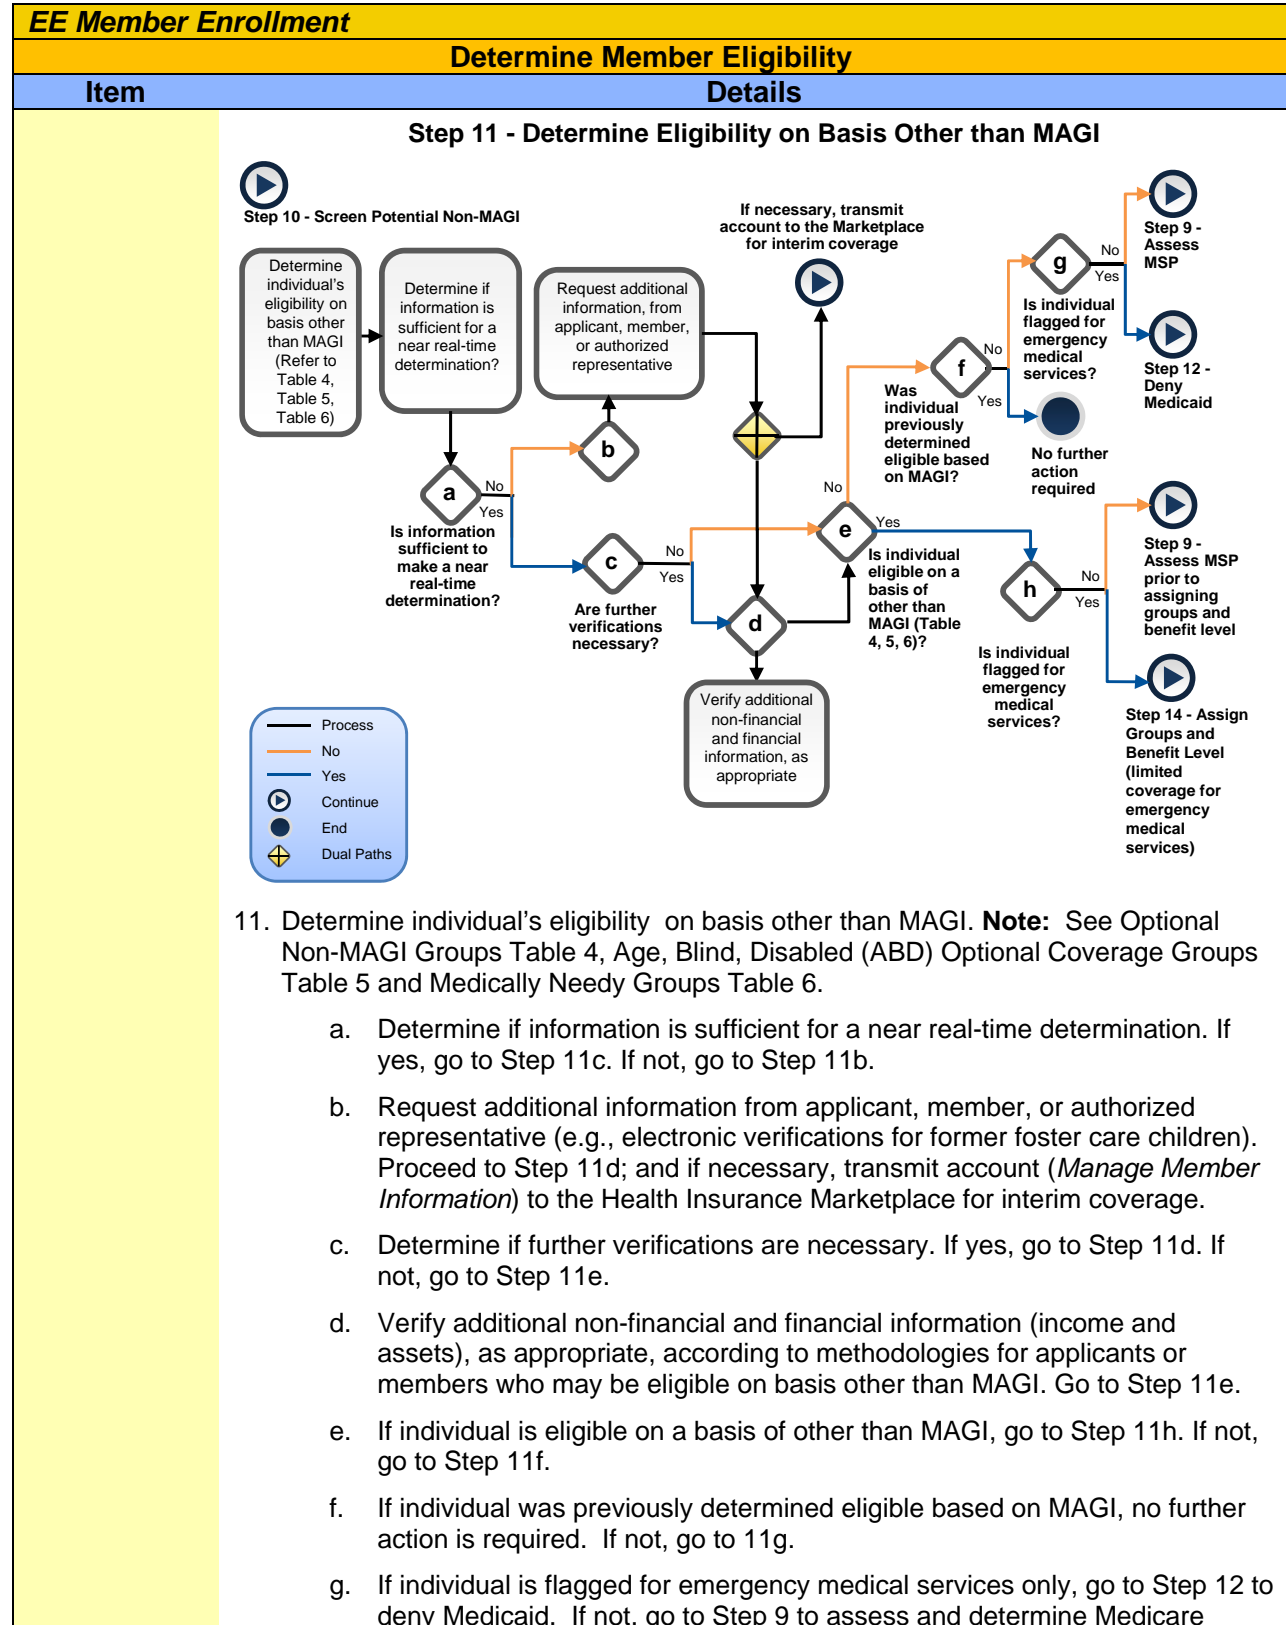 EE Member Enrollment
Determine Member Eligibility
Item
Details
Step 11 - Determine Eligibility on Basis Other than MAGI
Step 10 - Screen Potential Non-MAGI
Determine
individual's
eligibility on
basis other
than MAGI
(Refer to
Table 4,
Table 5,
Table 6)
Determine if
information is
sufficient for a
near real-time
determination?
Request additional
information, from
applicant, member,
or authorized
representative
If necessary, transmit
account to the Marketplace
for interim coverage
a
No
Yes
Is information
sufficient to
make a near
real-time
determination?
b
c
No
Yes
Are further
verifications
necessary?
d
Verify additional
non-financial
and financial
information, as
appropriate
e
No
Yes
Is individual
eligible on a
basis of
other than
MAGI (Table
4, 5, 6)?
f
No
Yes
Was
individual
previously
determined
eligible based
on MAGI?
No further
action
required
g
No
Yes
Is individual
flagged for
emergency
medical
services?
Step 9 -
Assess
MSP
Step 12 -
Deny
Medicaid
h
No
Yes
Is individual
flagged for
emergency
medical
services?
Step 9 -
Assess MSP
prior to
assigning
groups and
benefit level
Step 14 - Assign
Groups and
Benefit Level
(limited
coverage for
emergency
medical
services)
Process
No
Yes
Continue
End
Dual Paths
11. Determine individual's eligibility on basis other than MAGI. Note: See Optional
Non-MAGI Groups Table 4, Age, Blind, Disabled (ABD) Optional Coverage Groups
Table 5 and Medically Needy Groups Table 6.
a. Determine if information is sufficient for a near real-time determination. If
yes, go to Step 11c. If not, go to Step 11b.
b. Request additional information from applicant, member, or authorized
representative (e.g., electronic verifications for former foster care children).
Proceed to Step 11d; and if necessary, transmit account (Manage Member
Information) to the Health Insurance Marketplace for interim coverage.
c. Determine if further verifications are necessary. If yes, go to Step 11d. If
not, go to Step 11e.
d. Verify additional non-financial and financial information (income and
assets), as appropriate, according to methodologies for applicants or
members who may be eligible on basis other than MAGI. Go to Step 11e.
e. If individual is eligible on a basis of other than MAGI, go to Step 11h. If not,
go to Step 11f.
f. If individual was previously determined eligible based on MAGI, no further
action is required. If not, go to 11g.
g. If individual is flagged for emergency medical services only, go to Step 12 to
deny Medicaid. If not, go to Step 9 to assess and determine Medicare